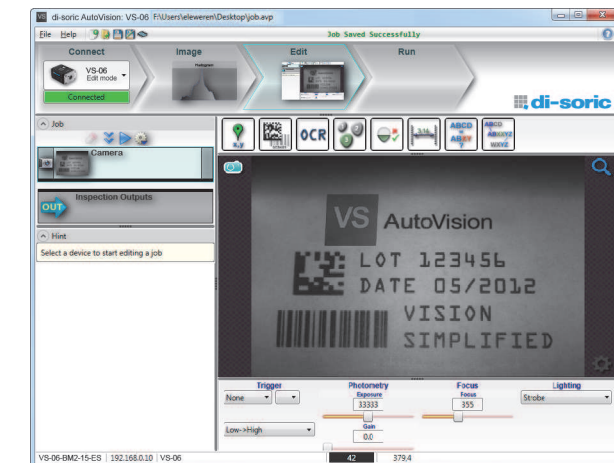 di-soric AutoVision: VS-06 F:\Users\eleweren\Desktop\job.avp
File Help
Job Saved Successfully
Connect
Image
Edit
Run
VS-06
Edit mode
Connected
di-soric
Job
x,y
OCR
3.14
ABCD
Camera
Inspection Outputs
OUT
Hint
Select a device to start editing a job
VS AutoVision
LOT 123456
DATE 05/2012
VISION
SIMPLIFIED
Trigger
Photometry
Focus
Lighting
None
Exposure
33333
Focus
355
Strobe
Low->High
Gain
0.0
VS-06-BM2-15-ES 192.168.0.10 VS-06
42
379,4